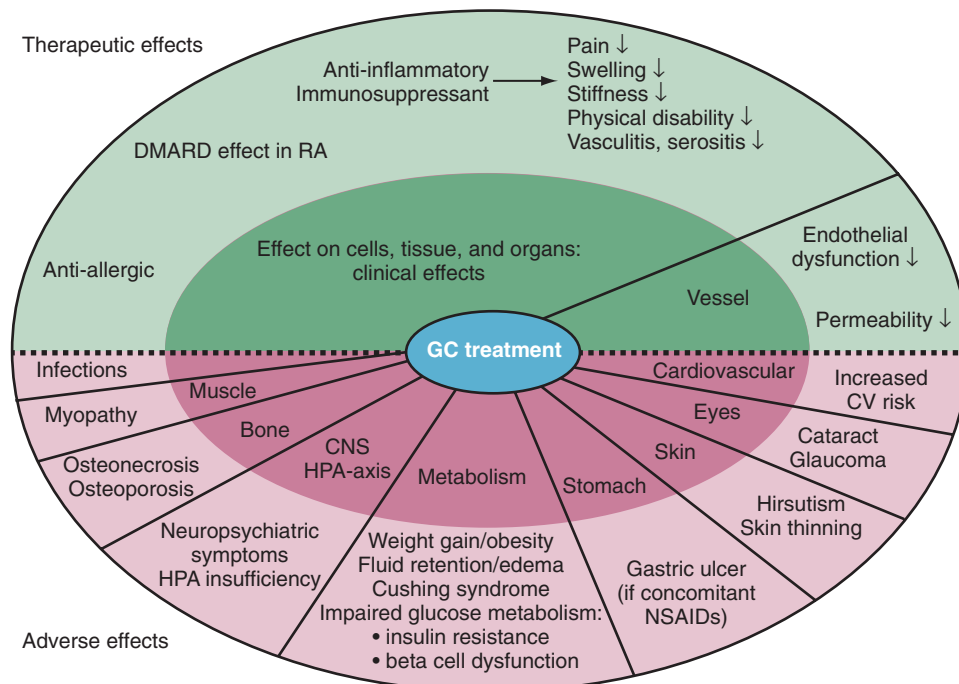 Therapeutic effects
Anti-inflammatory
Immunosuppressant
Pain ↓
Swelling ↓
Stiffness ↓
Physical disability ↓
Vasculitis, serositis ↓
DMARD effect in RA
Anti-allergic
Effect on cells, tissue, and organs:
clinical effects
Endothelial
dysfunction ↓
Vessel
Permeability ↓
GC treatment
Infections
Muscle
Myopathy
Bone
Osteonecrosis
Osteoporosis
CNS
HPA-axis
Neuropsychiatric
symptoms
HPA insufficiency
Metabolism
Weight gain/obesity
Fluid retention/edema
Cushing syndrome
Impaired glucose metabolism:
• insulin resistance
• beta cell dysfunction
Stomach
Gastric ulcer
(if concomitant
NSAIDs)
Skin
Hirsutism
Skin thinning
Eyes
Cataract
Glaucoma
Cardiovascular
Increased
CV risk
Adverse effects